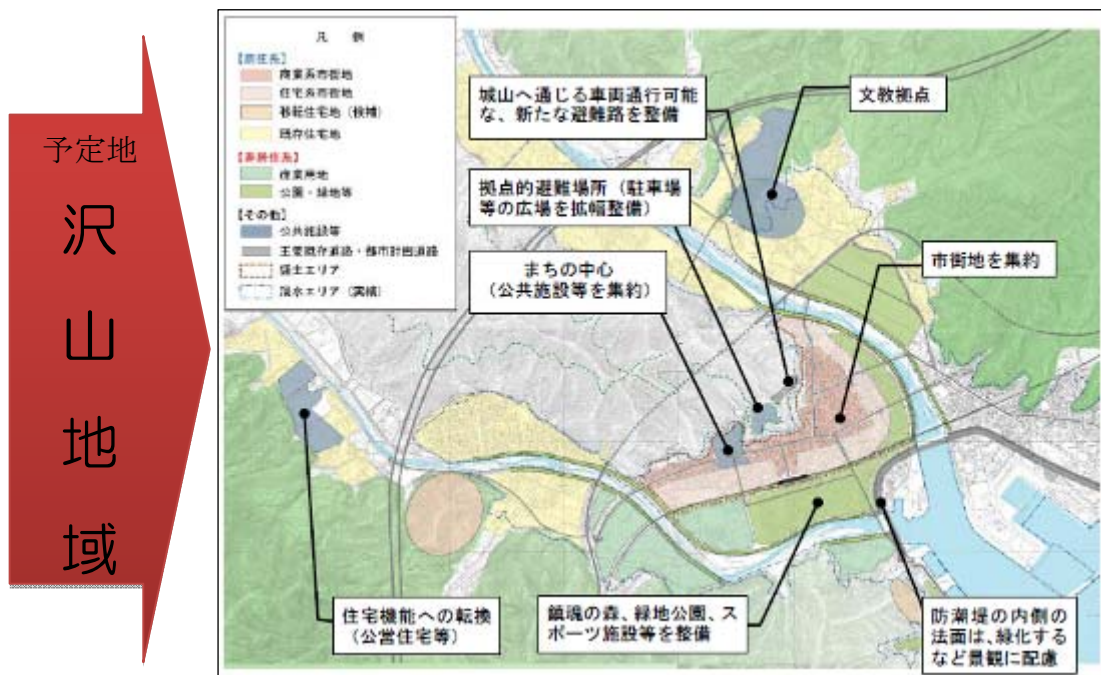 予定地
沢
山
地
域
凡　例
【居住系】
商業系市街地
住宅系市街地
移転住宅地（候補）
既存住宅地
【非居住系】
産業用地
公園・緑地等
【その他】
公共施設等
主要既存道路・都市計画道路
盛土エリア
浸水エリア（実績）
城山へ通じる車両通行可能
な、新たな避難路を整備
文教拠点
拠点的避難場所（駐車場
等の広場を拡幅整備）
まちの中心
（公共施設等を集約）
市街地を集約
住宅機能への転換
（公営住宅等）
鎮魂の森、緑地公園、ス
ポーツ施設等を整備
防潮堤の内側の
法面は、緑化する
など景観に配慮